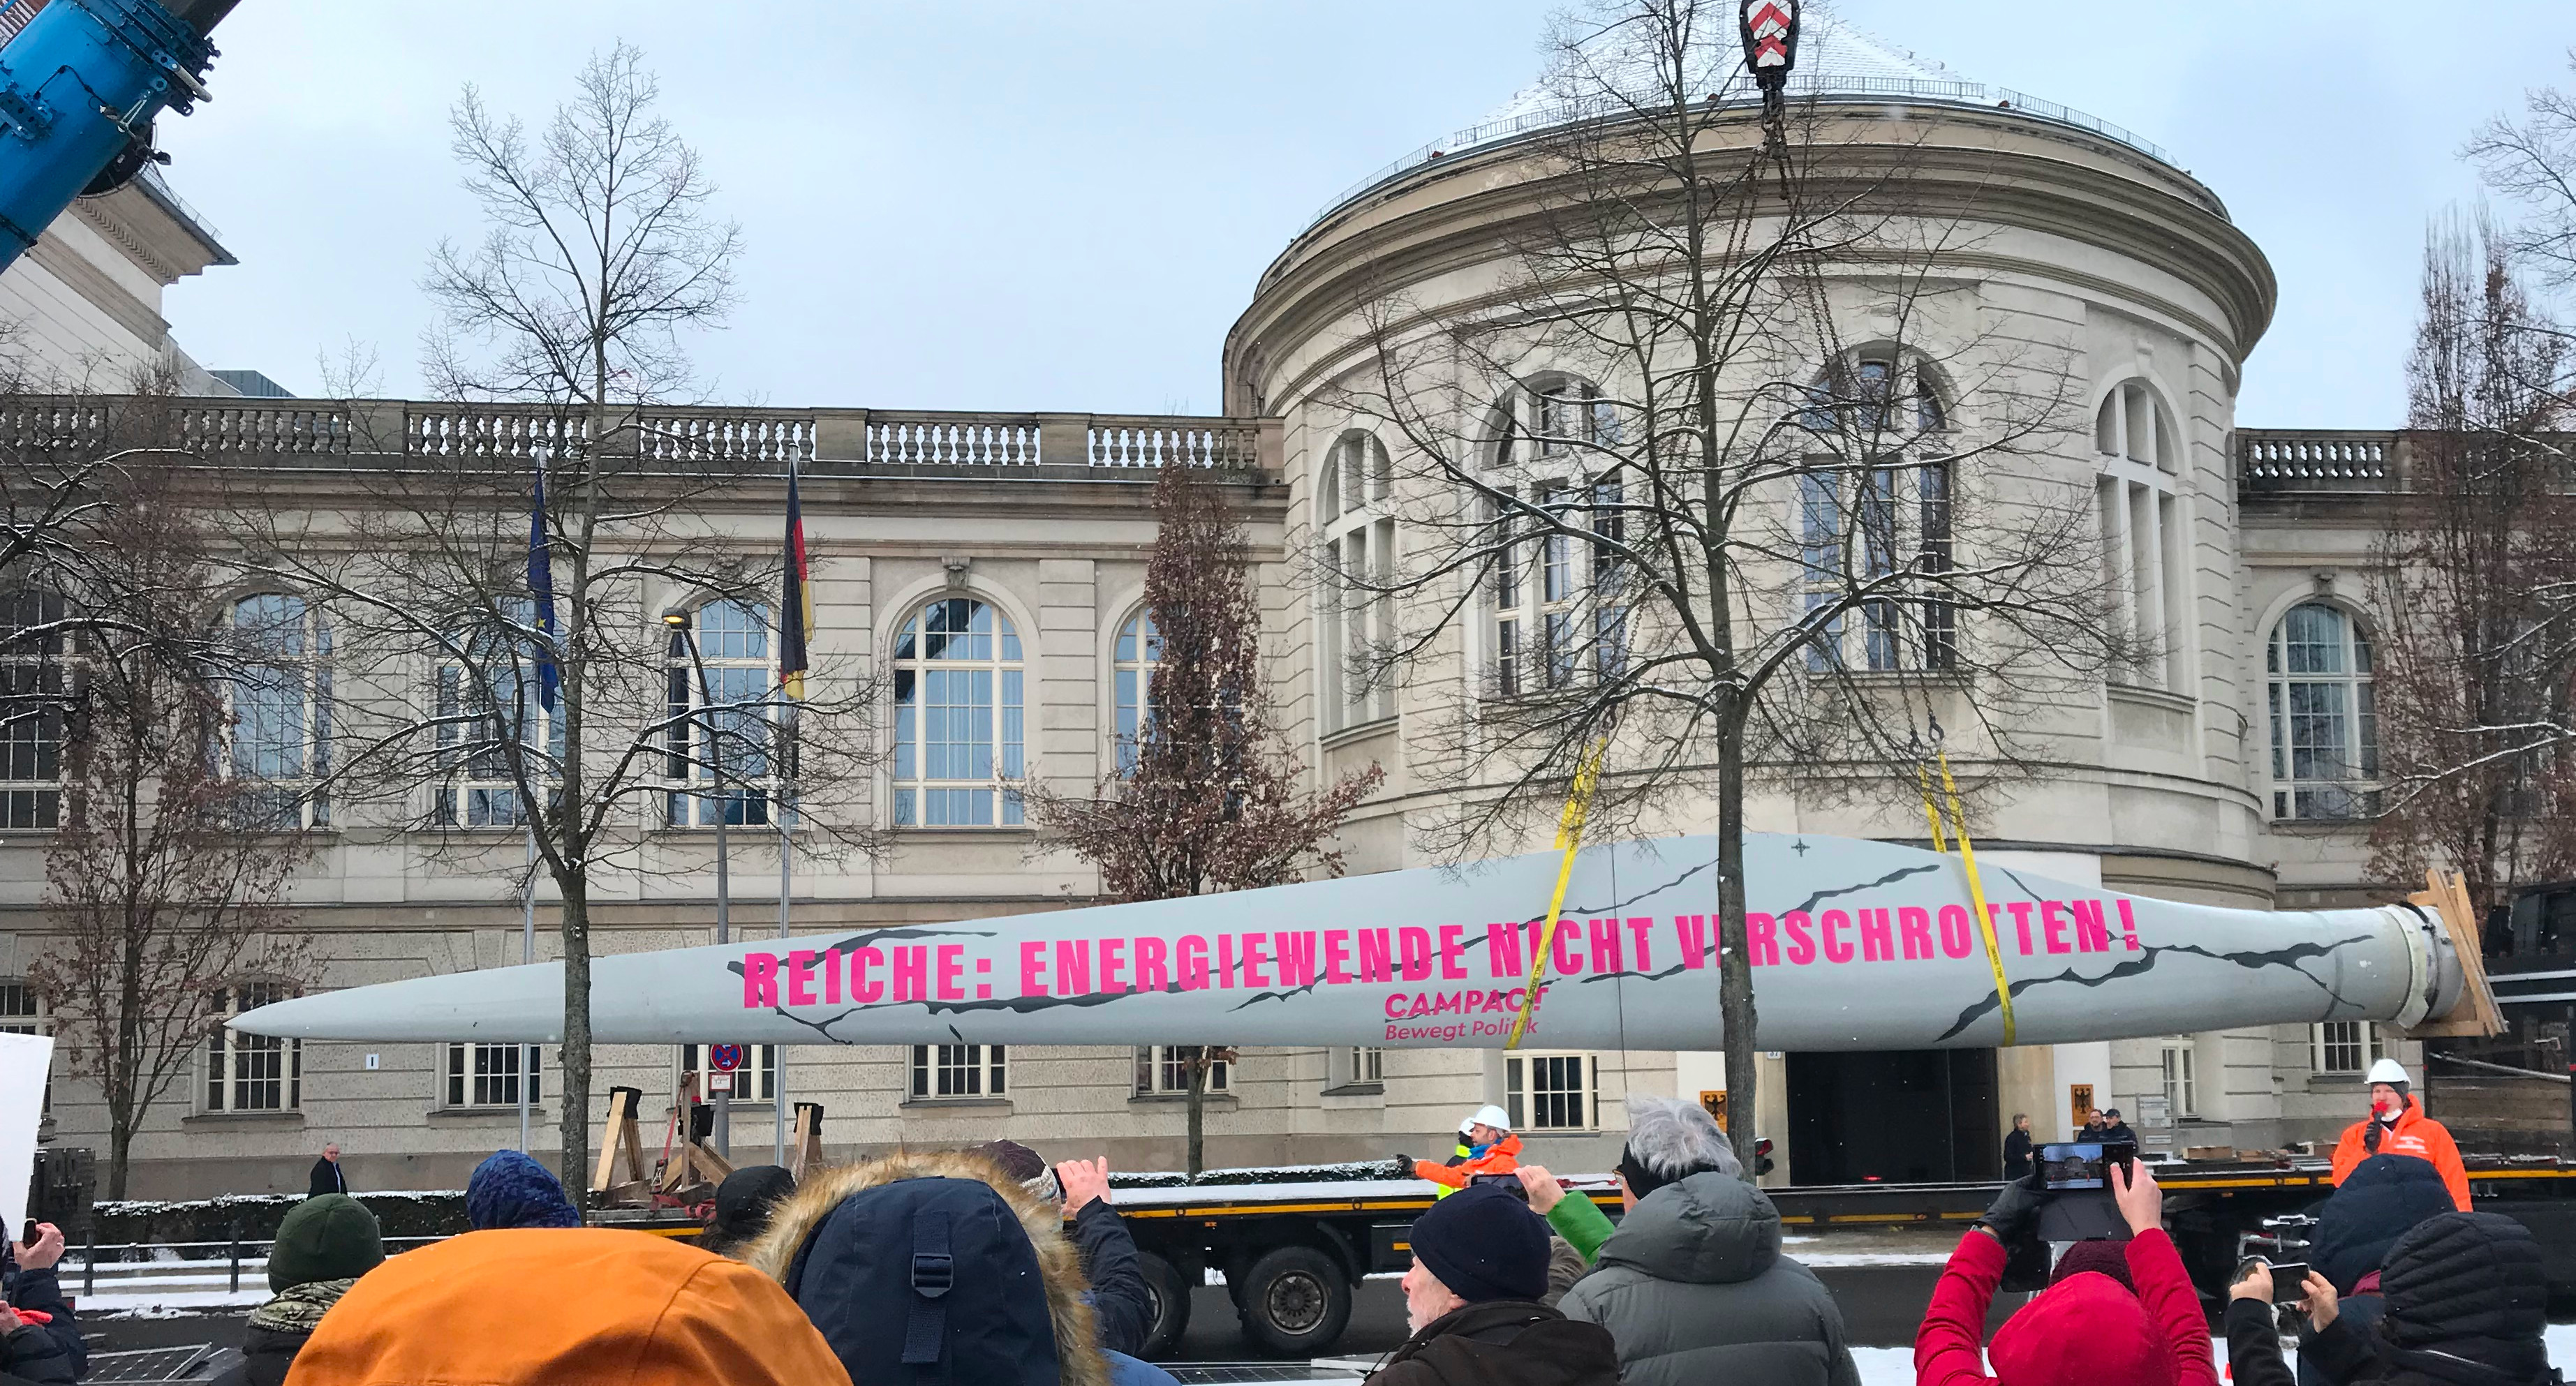 REICHE: ENERGIEWENDE NICHT VERSCHROTTEN!
CAMPACT
Bewegt Politik